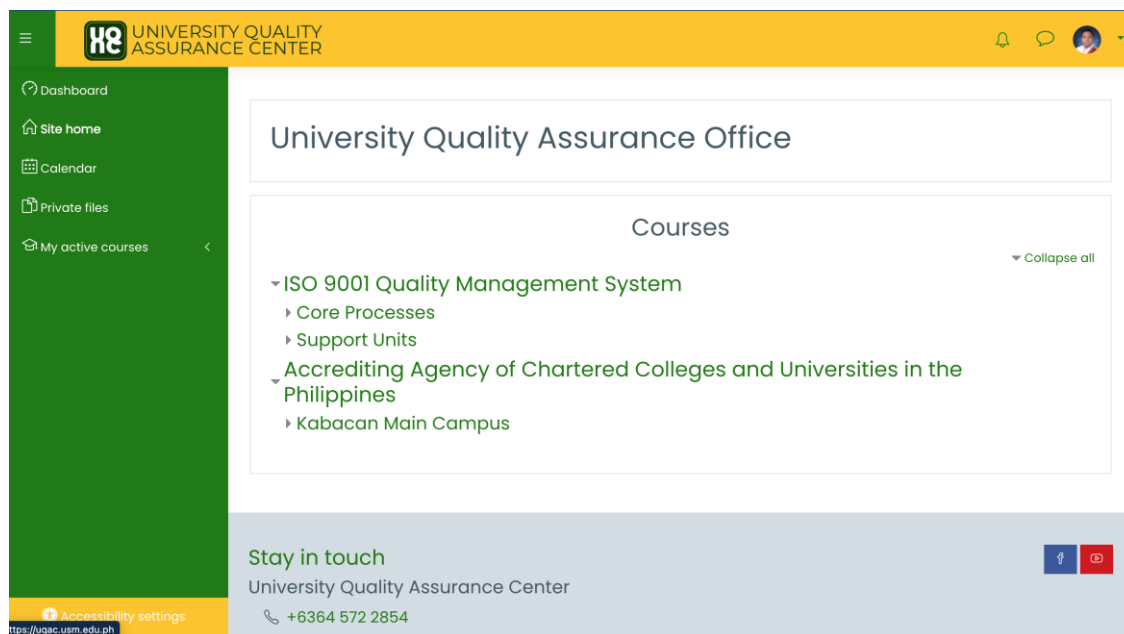 UNIVERSITY QUALITY
ASSURANCE CENTER
Dashboard
Site home
Calendar
Private files
My active courses
University Quality Assurance Office
Courses
Collapse all
ISO 9001 Quality Management System
Core Processes
Support Units
Accrediting Agency of Chartered Colleges and Universities in the
Philippines
Kabacan Main Campus
Stay in touch
University Quality Assurance Center
+6364 572 2854
Accessibility settings
ttps://uqac.usm.edu.ph